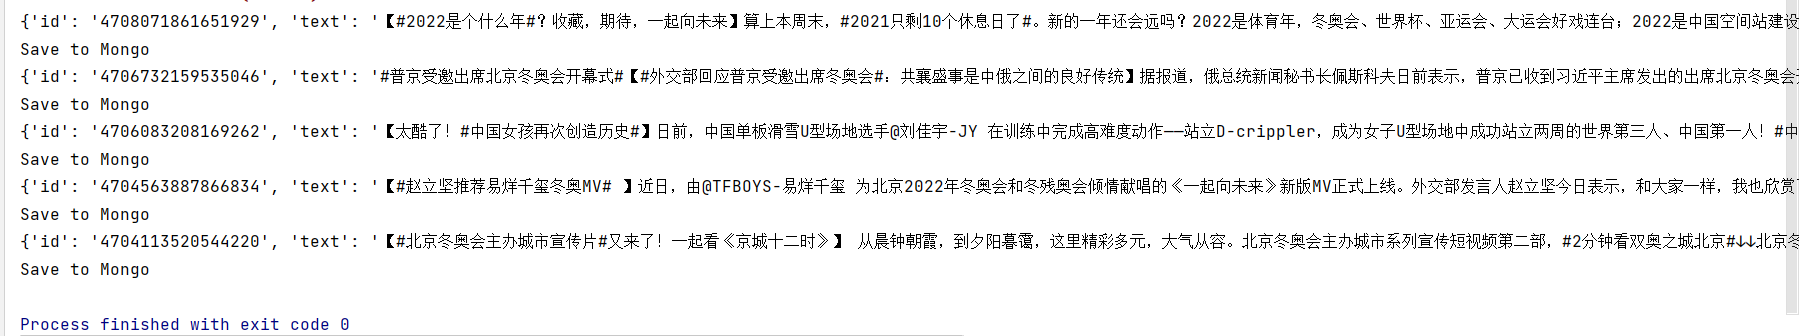 {'id': '4708071861651929', 'text': '【#2022是个什么年#？收藏，期待，一起向未来】算上本周末，#2021只剩10个休息日了#。新的一年还会远吗？2022是体育年，冬奥会、世界杯、亚运会、大运会好戏连台；2022是中国空间站建设
Save to Mongo
{'id': '4706732159535046', 'text': '#普京受邀出席北京冬奥会开幕式#【#外交部回应普京受邀出席冬奥会#：共襄盛事是中俄之间的良好传统】据报道，俄总统新闻秘书长佩斯科夫日前表示，普京已收到习近平主席发出的出席北京冬奥会
Save to Mongo
{'id': '4706083208169262', 'text': '【太酷了！#中国女孩再次创造历史#】日前，中国单板滑雪U型场地选手@刘佳宇-JY 在训练中完成高难度动作——站立D-crippler，成为女子U型场地中成功站立两周的世界第三人、中国第一人！#中
Save to Mongo
{'id': '4704563887866834', 'text': '【#赵立坚推荐易烊千玺冬奥MV# 】近日，由@TFBOYS-易烊千玺 为北京2022年冬奥会和冬残奥会倾情献唱的《一起向未来》新版MV正式上线。外交部发言人赵立坚今日表示，和大家一样，我也欣赏
Save to Mongo
{'id': '4704113520544220', 'text': '【#北京冬奥会主办城市宣传片#又来了！一起看《京城十二时》】 从晨钟朝霞，到夕阳暮霭，这里精彩多元，大气从容。北京冬奥会主办城市系列宣传短视频第二部，#2分钟看双奥之城北京#↓↓北京冬
Save to Mongo
Process finished with exit code 0